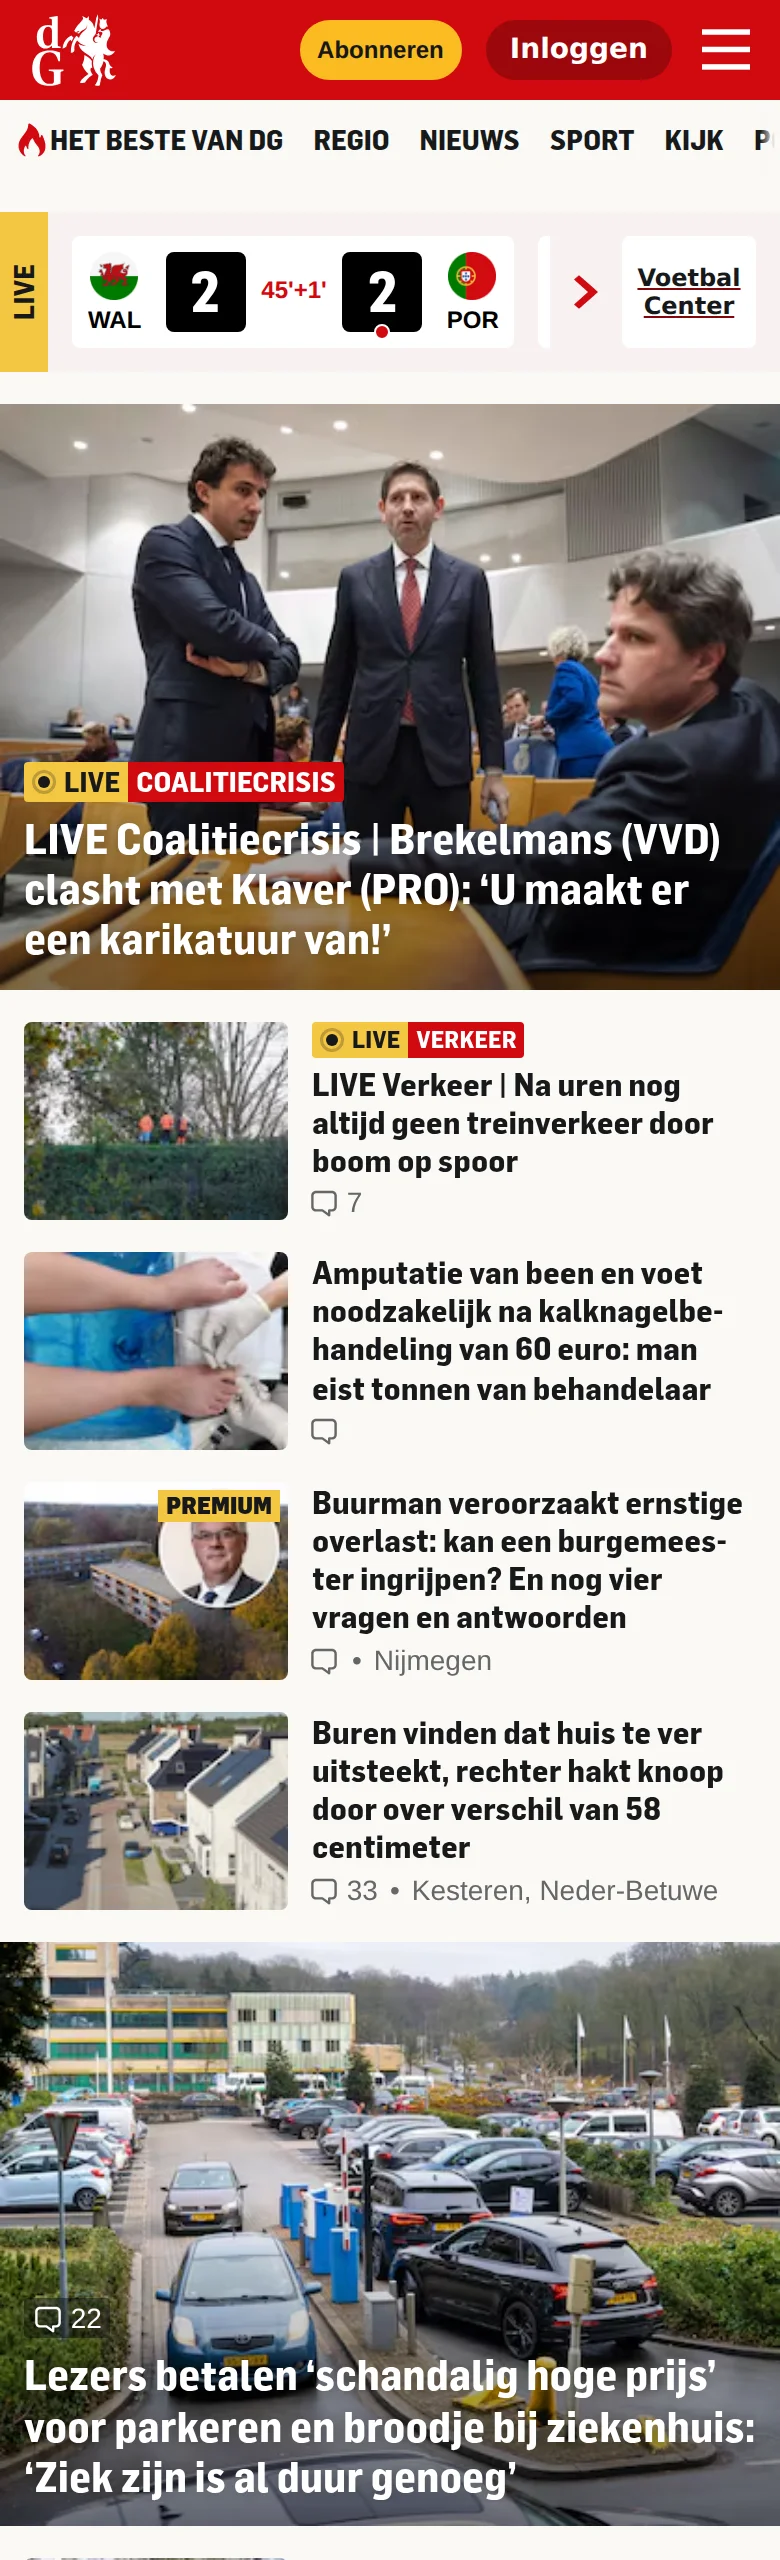 dG
Abonneren
Inloggen
HET BESTE VAN DG
REGIO
NIEUWS
SPORT
KIJK
LIVE
WAL
2
45'+1'
2
POR
Voetbal
Center
LIVE COALITIECRISIS
LIVE Coalitiecrisis | Brekelmans (VVD)
clasht met Klaver (PRO): ‘U maakt er
een karikatuur van!’
LIVE VERKEER
LIVE Verkeer | Na uren nog
altijd geen treinverkeer door
boom op spoor
7
Amputatie van been en voet
noodzakelijk na kalknagelbe-
handeling van 60 euro: man
eist tonnen van behandelaar
PREMIUM
Buurman veroorzaakt ernstige
overlast: kan een burgemees-
ter ingrijpen? En nog vier
vragen en antwoorden
• Nijmegen
Buren vinden dat huis te ver
uitsteekt, rechter hakt knoop
door over verschil van 58
centimeter
33 • Kesteren, Neder-Betuwe
22
Lezers betalen ‘schandalig hoge prijs’
voor parkeren en broodje bij ziekenhuis:
‘Ziek zijn is al duur genoeg’